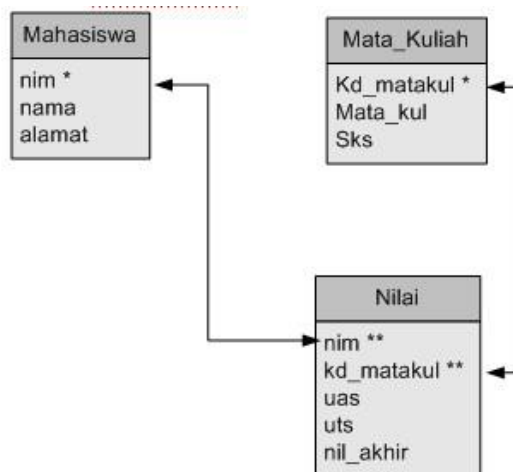 Mahasiswa
nim *
nama
alamat
Mata_Kuliah
Kd_matakul *
Mata_kul
Sks
Nilai
nim **
kd_matakul **
uas
uts
nil_akhir